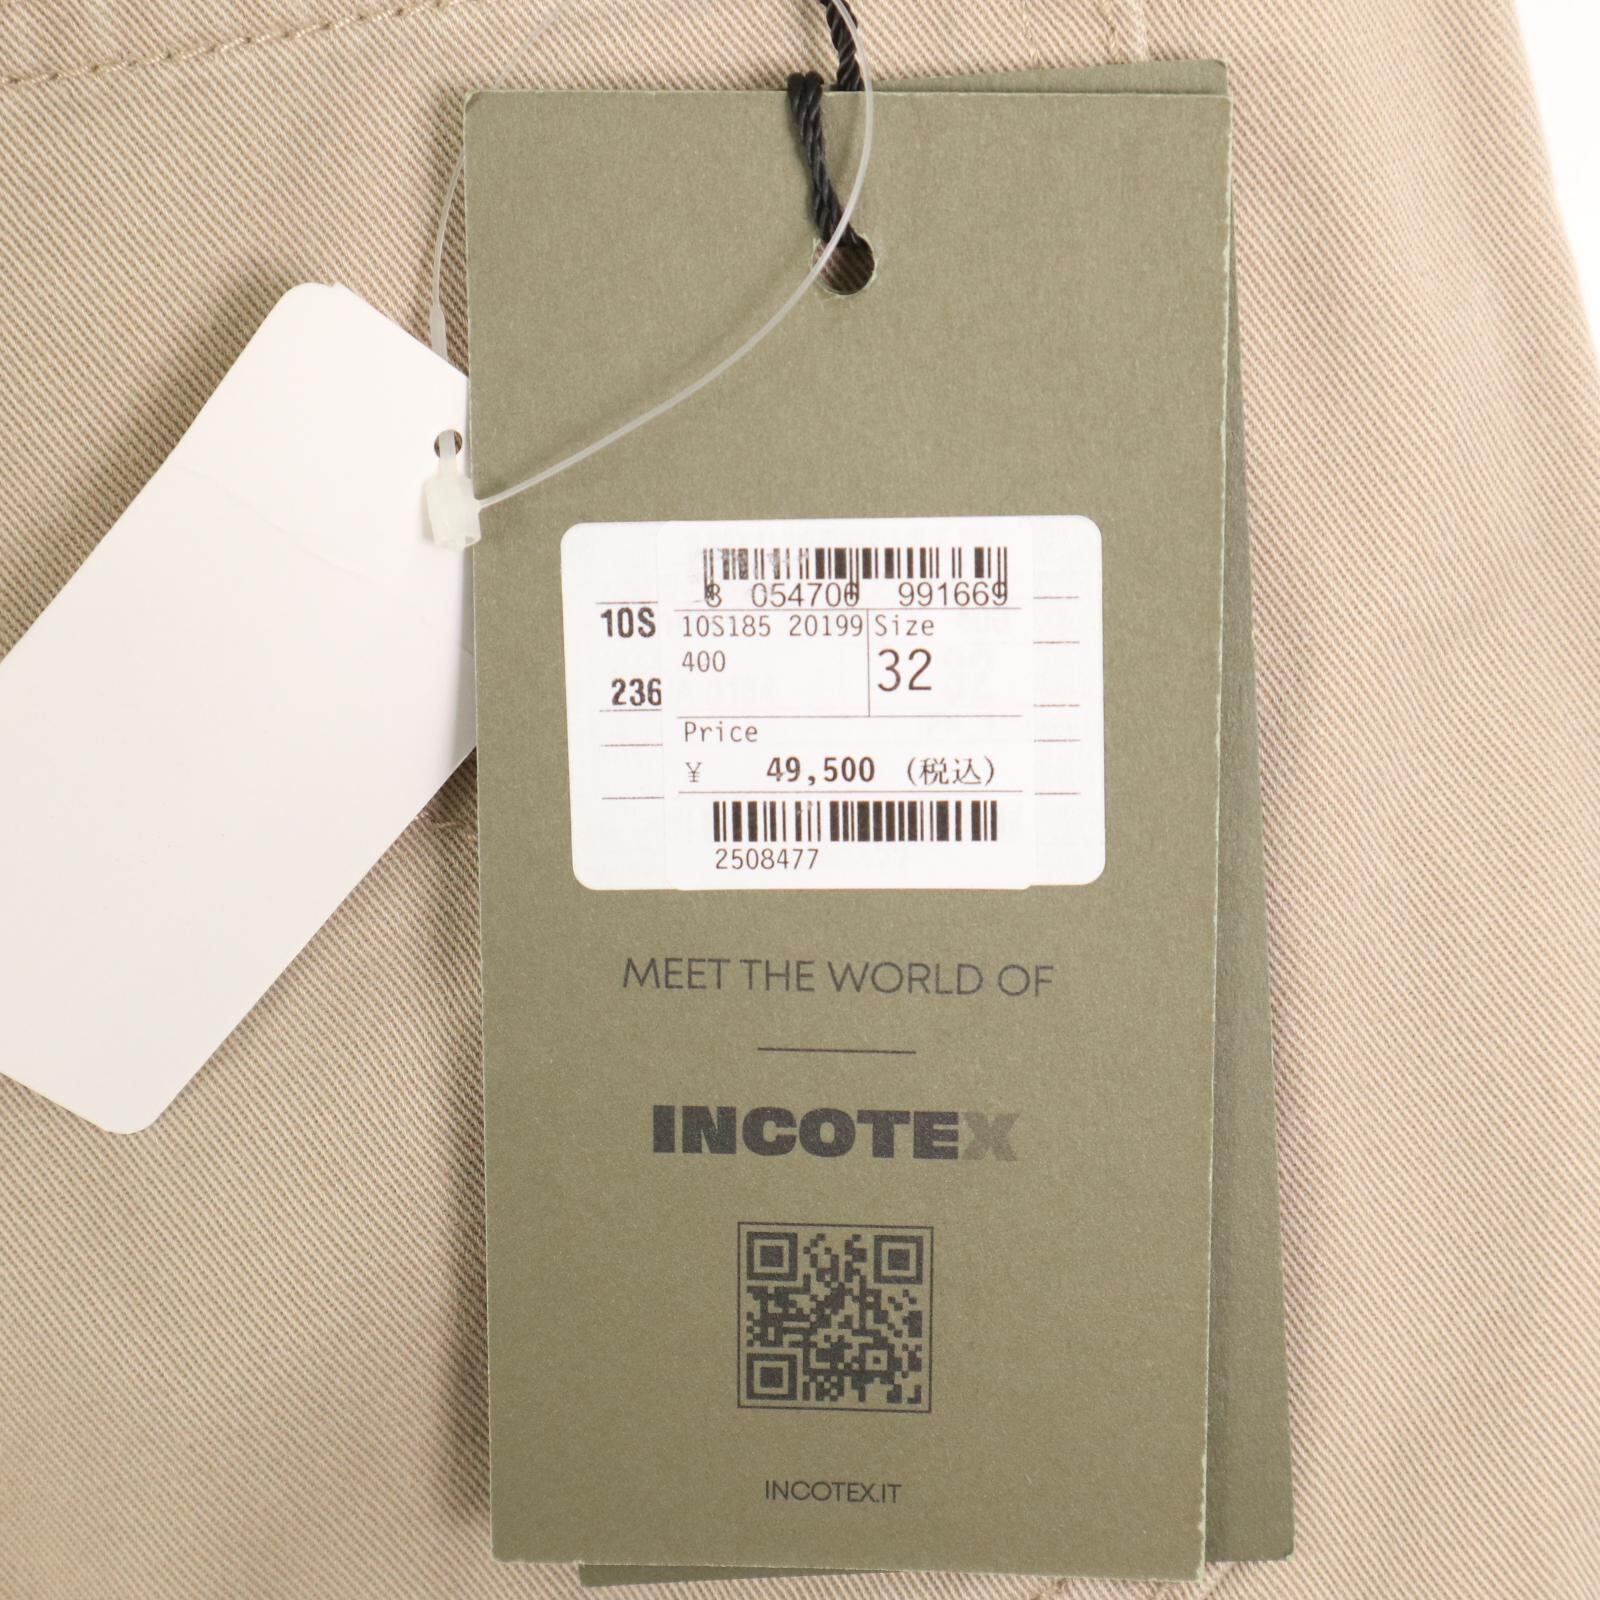 8 054706 991669
10S
10S185 20199
Size
400
32
236
Price
¥ 49,500 (税込)
2508477
MEET THE WORLD OF
INCOTEX
INCOTEX.IT